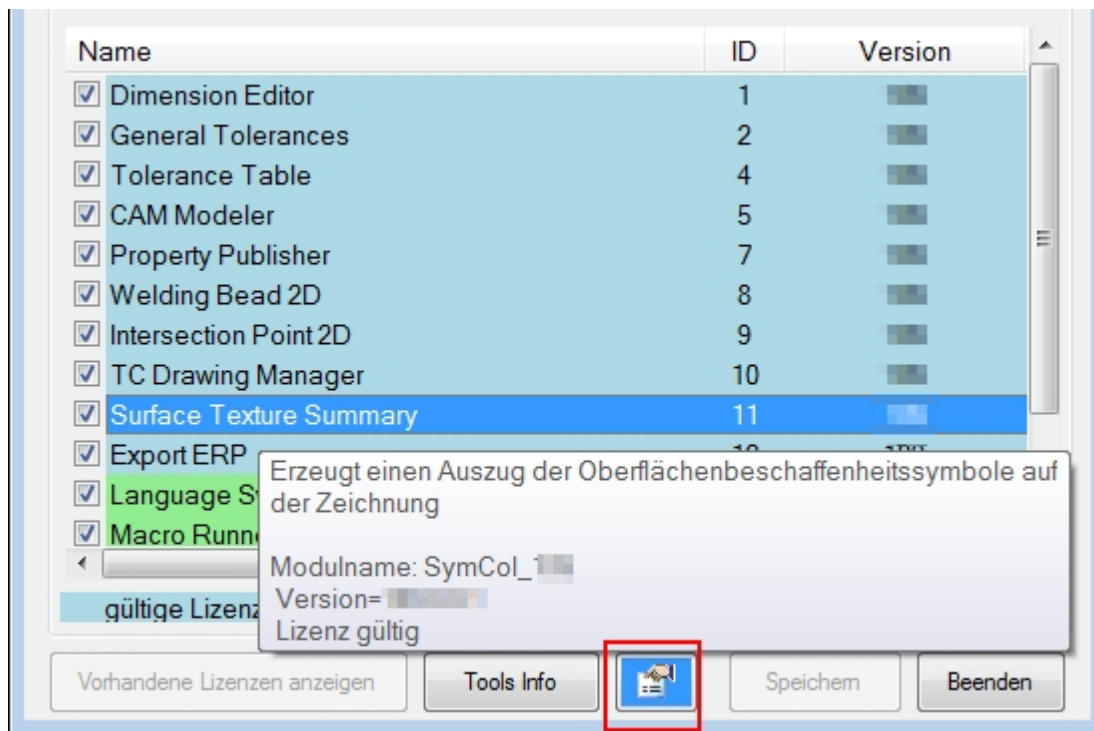 Name ID Version
Dimension Editor 1
General Tolerances 2
Tolerance Table 4
CAM Modeler 5
Property Publisher 7
Welding Bead 2D 8
Intersection Point 2D 9
TC Drawing Manager 10
Surface Texture Summary 11
Export ERP
Language
Macro
Erzeugt einen Auszug der Oberflächenbeschaffenheitssymbole auf
der Zeichnung
Modulname: SymCol_
Version=
Lizenz gültig
gültige
Vorhandene Lizenzen anzeigen Tools Info Speichern Beenden